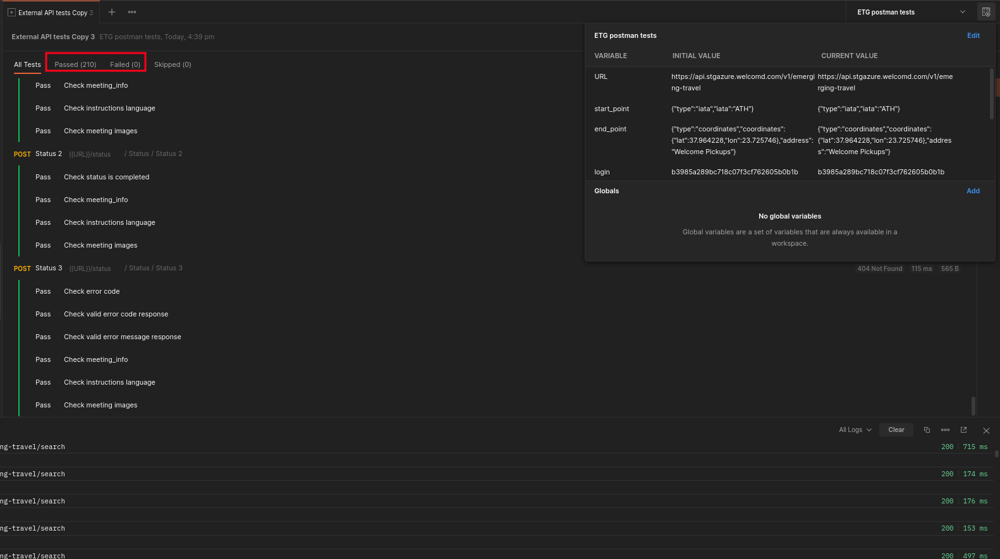 External API tests Copy 3
ETG postman tests
External API tests Copy 3 ETG postman tests, Today, 4:39 pm
All Tests Passed (210) Failed (0) Skipped (0)
Pass Check meeting_info
Pass Check instructions language
Pass Check meeting images
POST Status 2 {{URL}}/status / Status / Status 2
Pass Check status is completed
Pass Check meeting_info
Pass Check instructions language
Pass Check meeting images
POST Status 3 {{URL}}/status / Status / Status 3
404 Not Found 115 ms 565 B
Pass Check error code
Pass Check valid error code response
Pass Check valid error message response
Pass Check meeting_info
Pass Check instructions language
Pass Check meeting images
ETG postman tests Edit
VARIABLE INITIAL VALUE CURRENT VALUE
URL https://api.stgazure.welcomd.com/v1/emergi https://api.stgazure.welcomd.com/v1/eme
ng-travel rging-travel
start_point {"type":"iata","iata":"ATH"} {"type":"iata","iata":"ATH"}
end_point {"type":"coordinates","coordinates": {"type":"coordinates","coordinates":
{"lat":37.964228,"lon":23.725746},"address": {"lat":37.964228,"lon":23.725746},"addres
"Welcome Pickups"} s":"Welcome Pickups"}
login b3985a289bc718c07f3cf762605b0b1b b3985a289bc718c07f3cf762605b0b1b
Globals Add
No global variables
Global variables are a set of variables that are always available in a
workspace.
All Logs Clear
ng-travel/search 200 715 ms
ng-travel/search 200 174 ms
ng-travel/search 200 176 ms
ng-travel/search 200 153 ms
ng-travel/search 200 497 ms